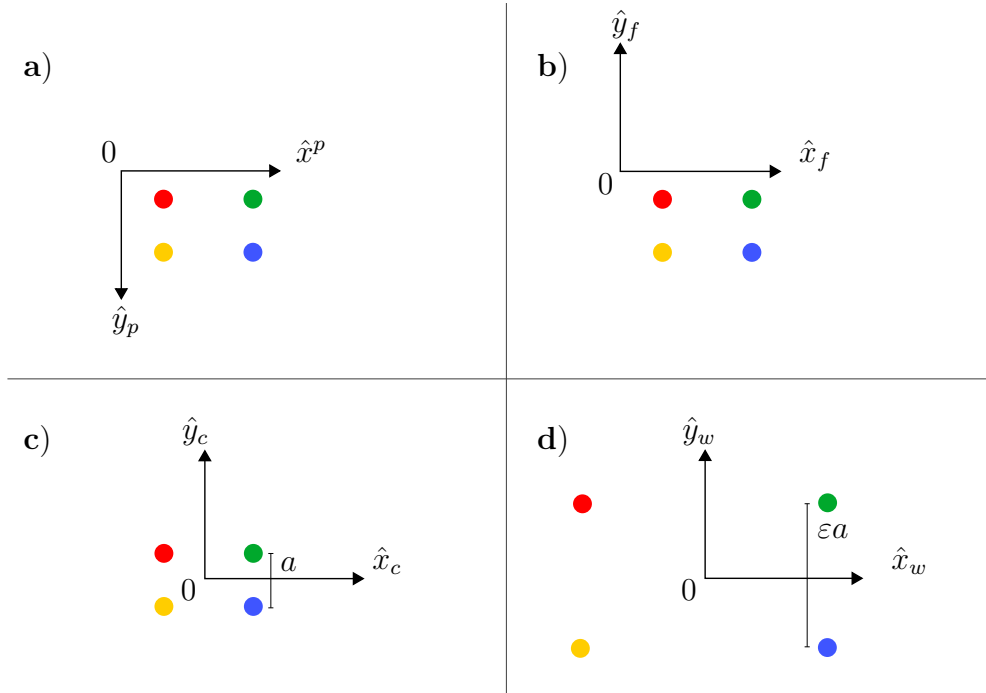 a)
0
x̂^p
ŷ_p
b)
ŷ_f
0
x̂_f
c)
ŷ_c
a
0
x̂_c
d)
ŷ_w
εa
0
x̂_w